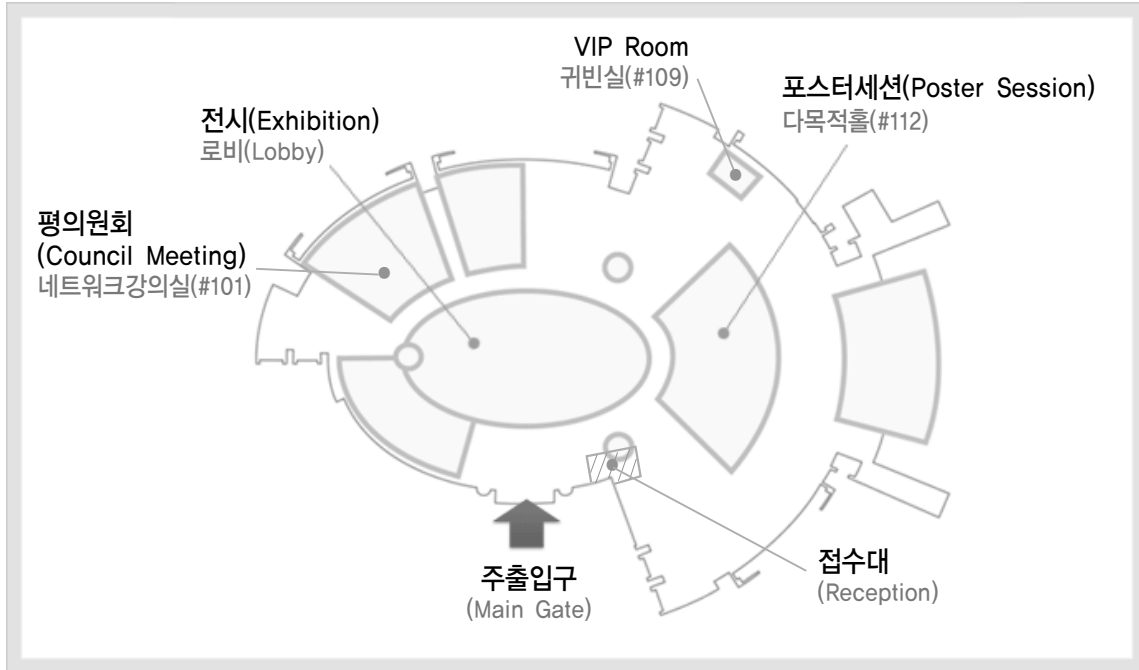 VIP Room
귀빈실(#109)
포스터세션(Poster Session)
다목적홀(#112)
전시(Exhibition)
로비(Lobby)
평의원회
(Council Meeting)
네트워크강의실(#101)
주출입구
(Main Gate)
접수대
(Reception)